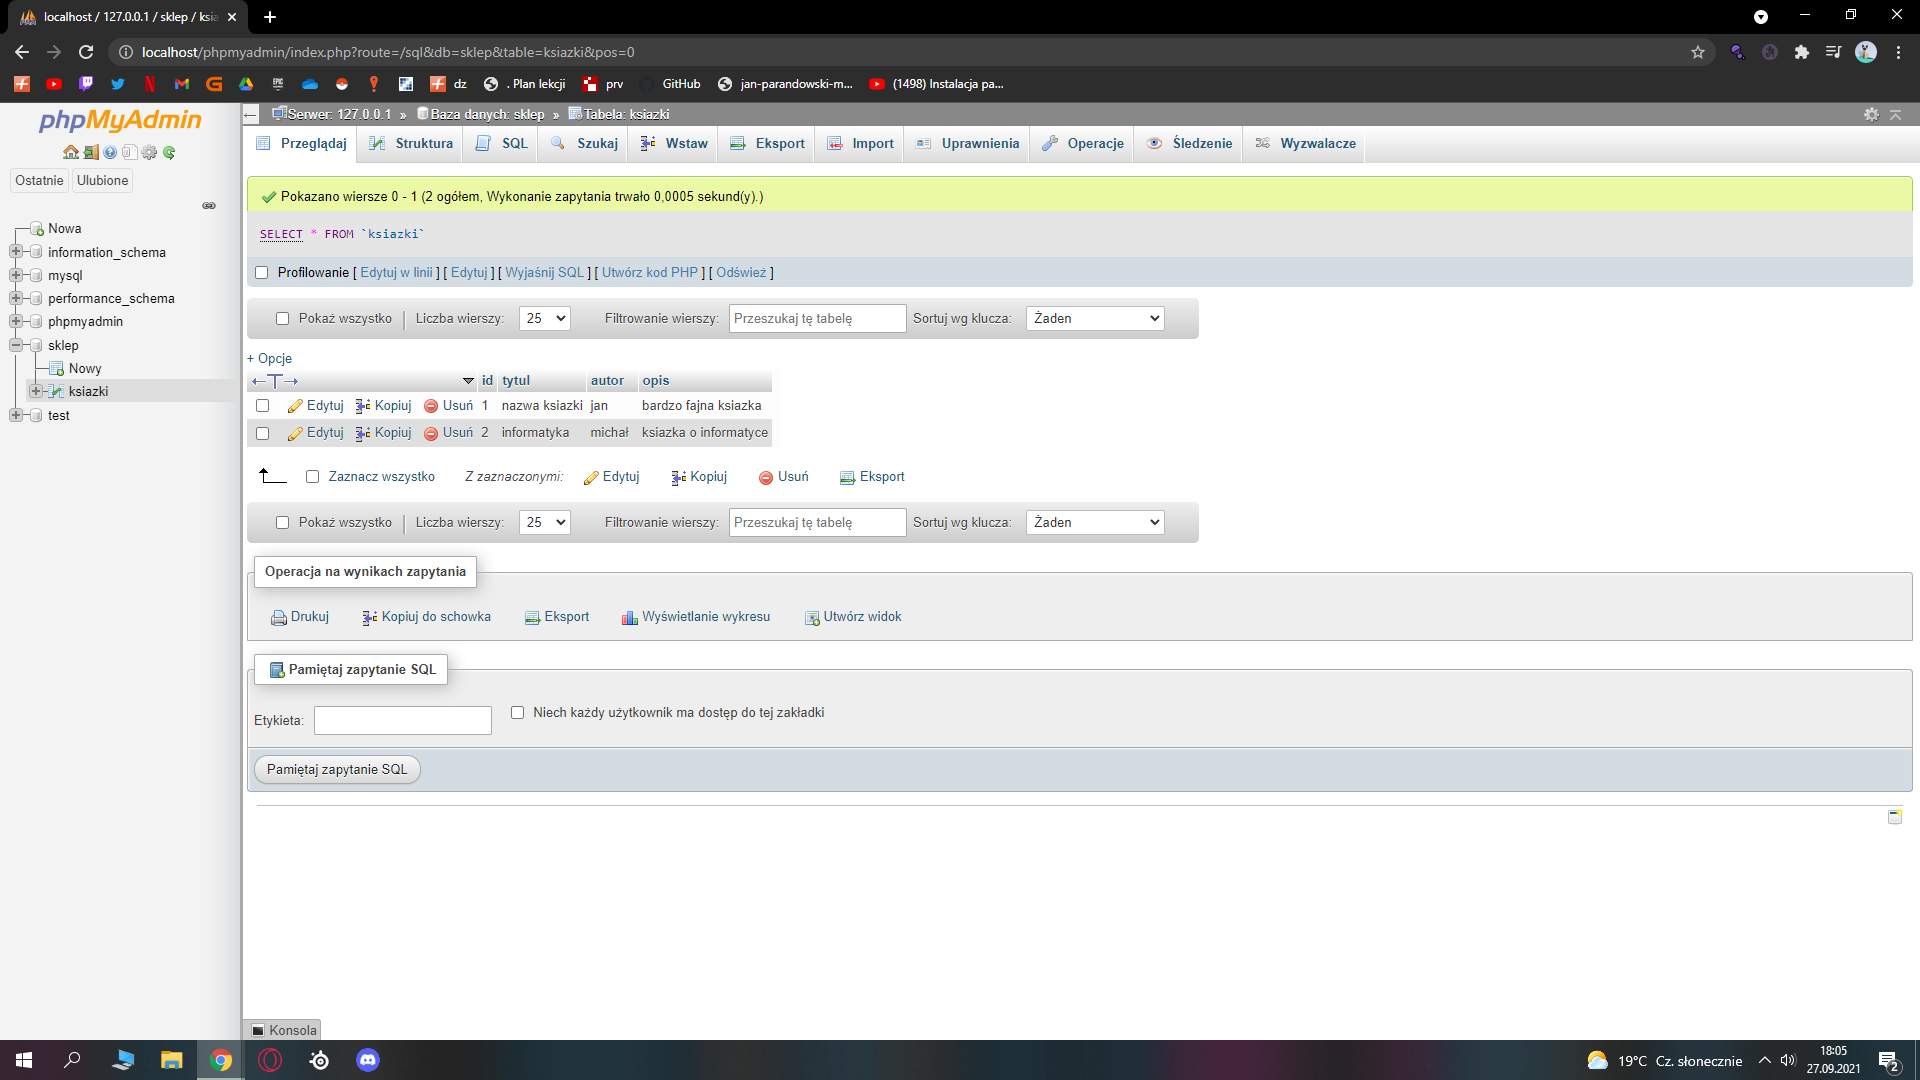 localhost / 127.0.0.1 / sklep / ksia
localhost/phpmyadmin/index.php?route=/sql&db=sklep&table=ksiazki&pos=0
EPIC dz . Plan lekcji prv GitHub jan-parandowski-m... (1498) Instalacja pa...
phpMyAdmin
Ostatnie Ulubione
Nowa
information_schema
mysql
performance_schema
phpmyadmin
sklep
Nowy
ksiazki
test
Serwer: 127.0.0.1 » Baza danych: sklep » Tabela: ksiazki
Przeglądaj Struktura SQL Szukaj Wstaw Eksport Import Uprawnienia Operacje Śledzenie Wyzwalacze
Pokazano wiersze 0 - 1 (2 ogółem, Wykonanie zapytania trwało 0,0005 sekund(y).)
SELECT * FROM `ksiazki`
Profilowanie [ Edytuj w linii ] [ Edytuj ] [ Wyjaśnij SQL ] [ Utwórz kod PHP ] [ Odśwież ]
Pokaż wszystko | Liczba wierszy: 25 Filtrowanie wierszy: Przeszukaj tę tabelę Sortuj wg klucza: Żaden
+ Opcje
←T→ id tytul autor opis
Edytuj Kopiuj Usuń 1 nazwa ksiazki jan bardzo fajna ksiazka
Edytuj Kopiuj Usuń 2 informatyka michał ksiazka o informatyce
Zaznacz wszystko Z zaznaczonymi: Edytuj Kopiuj Usuń Eksport
Pokaż wszystko | Liczba wierszy: 25 Filtrowanie wierszy: Przeszukaj tę tabelę Sortuj wg klucza: Żaden
Operacja na wynikach zapytania
Drukuj Kopiuj do schowka Eksport Wyświetlanie wykresu Utwórz widok
Pamiętaj zapytanie SQL
Etykieta: Niech każdy użytkownik ma dostęp do tej zakładki
Pamiętaj zapytanie SQL
Konsola
19°C Cz. słonecznie
18:05
27.09.2021
2